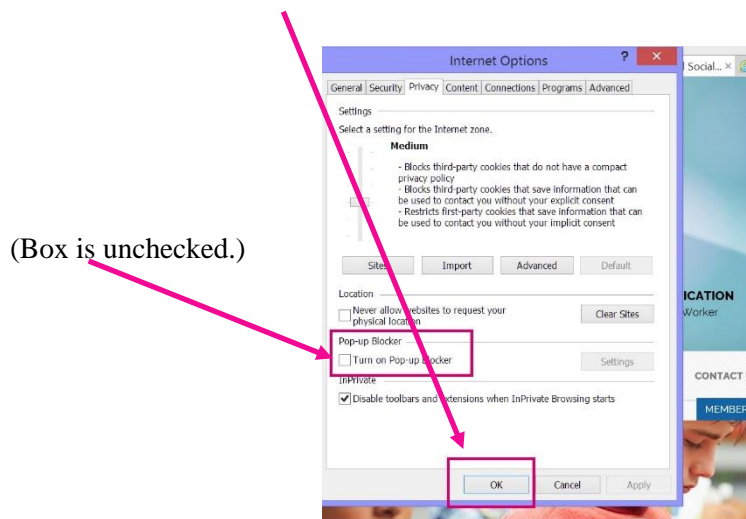 Internet Options
?
Social...
General Security Privacy Content Connections Programs Advanced
Settings
Select a setting for the Internet zone.
Medium
- Blocks third-party cookies that do not have a compact
privacy policy
- Blocks third-party cookies that save information that can
be used to contact you without your explicit consent
- Restricts first-party cookies that save information that can
be used to contact you without your implicit consent
(Box is unchecked.)
Sites Import Advanced Default
Location
Never allow websites to request your
physical location
Clear Sites
ICATION
Worker
Pop-up Blocker
Turn on Pop-up Blocker
Settings
CONTACT
InPrivate
Disable toolbars and extensions when InPrivate Browsing starts
MEMBER
OK Cancel Apply